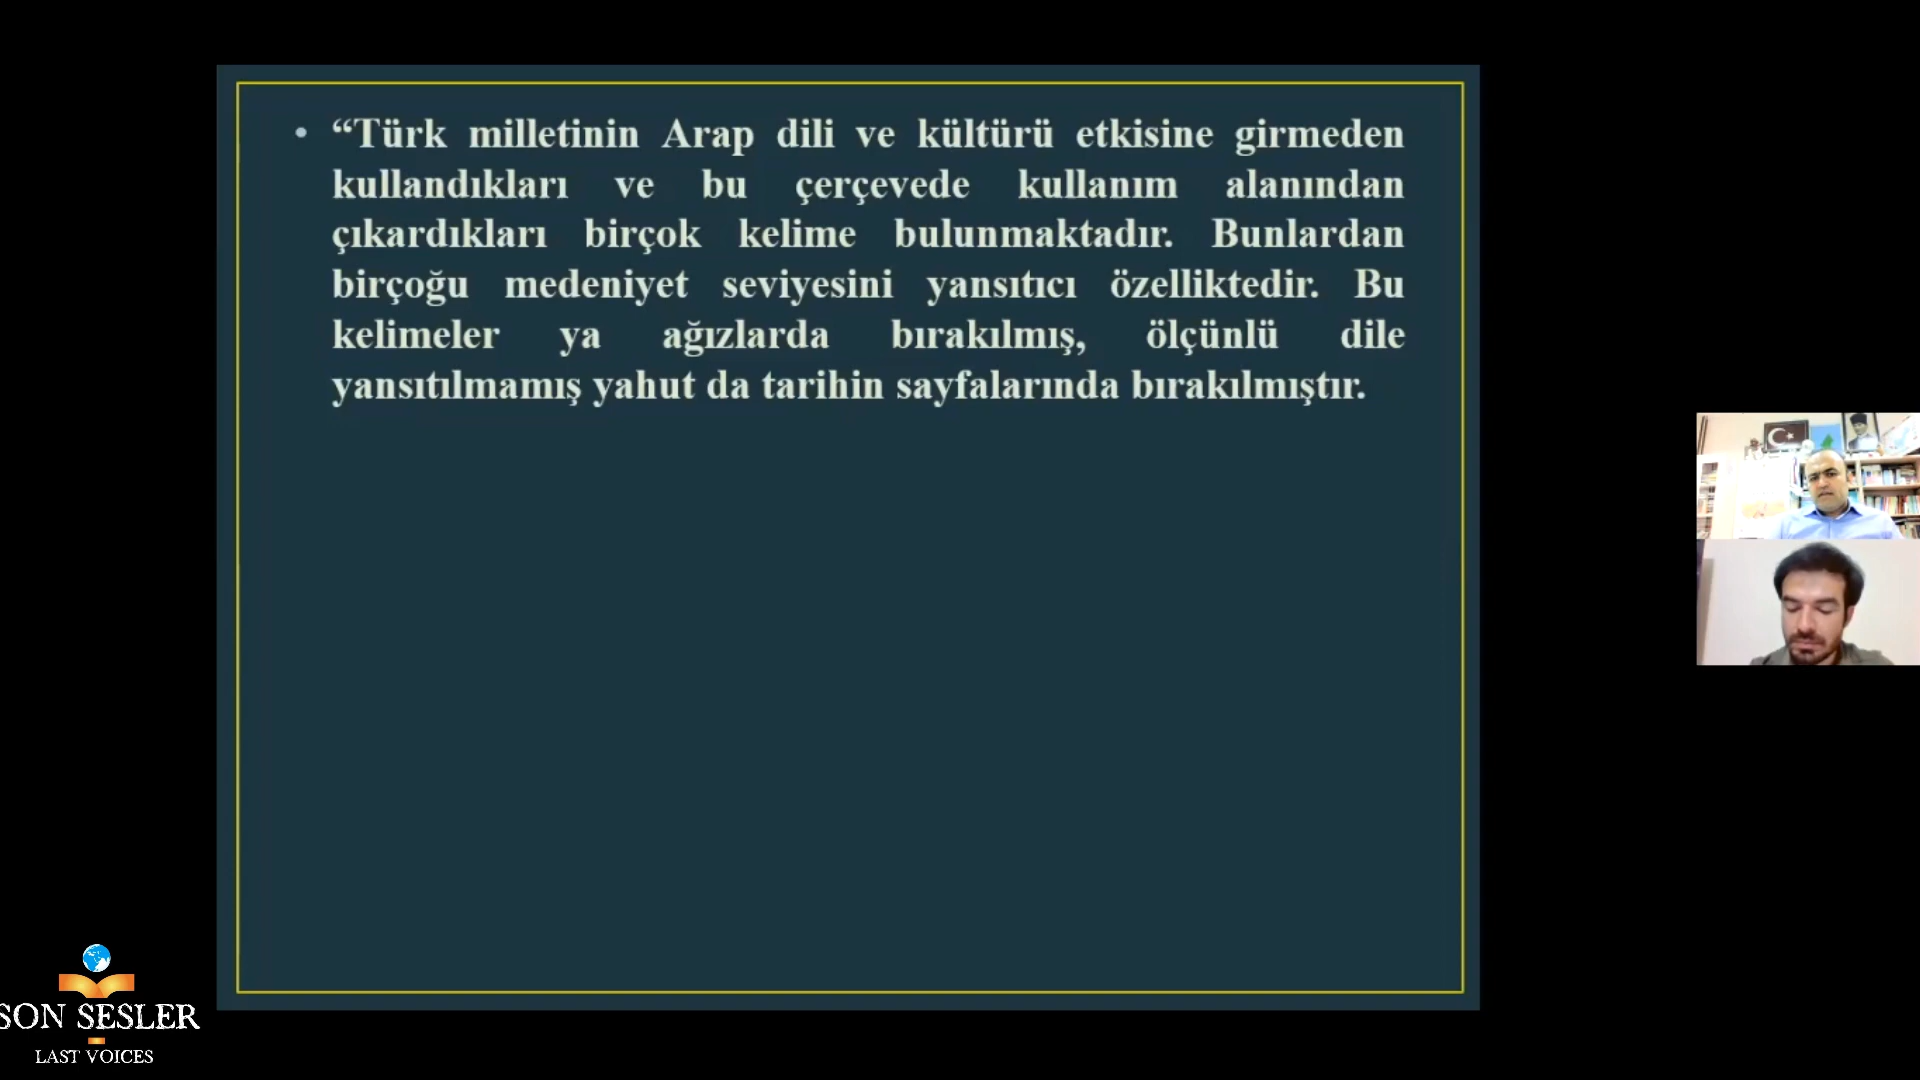 • “Türk milletinin Arap dili ve kültürü etkisine girmeden
kullandıkları ve bu çerçevede kullanım alanından
çıkardıkları birçok kelime bulunmaktadır. Bunlardan
birçoğu medeniyet seviyesini yansıtıcı özelliktedir. Bu
kelimeler ya ağızlarda bırakılmış, ölçünlü dile
yansıtılmamış yahut da tarihin sayfalarında bırakılmıştır.
SON SESLER
LAST VOICES